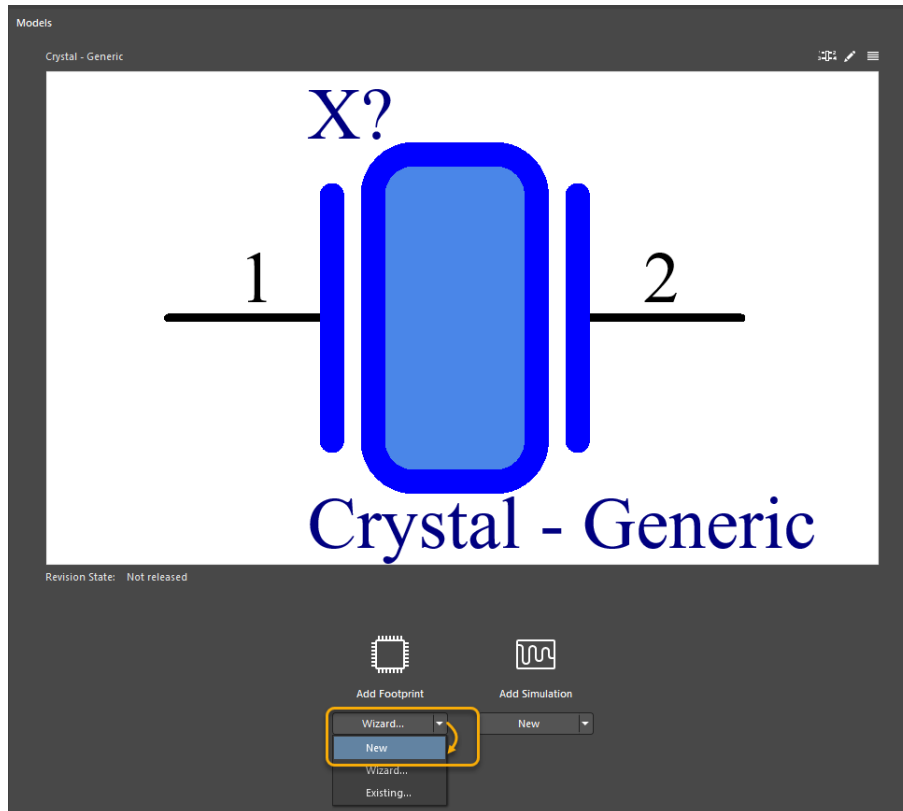 Models
Crystal - Generic
X?
1
2
Crystal - Generic
Revision State: Not released
Add Footprint
Add Simulation
Wizard...
New
New
Wizard...
Existing...